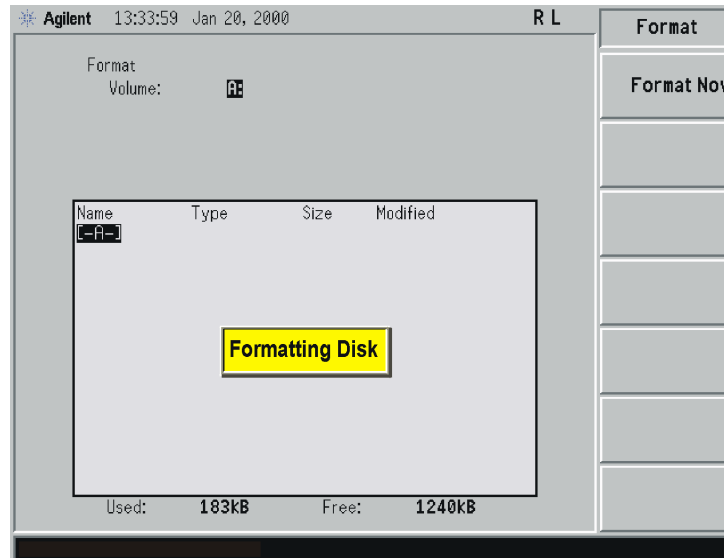 Agilent 13:33:59 Jan 20, 2000 R L
Format
Format
Volume: A:
Format Nov
Name Type Size Modified
[-A-]
Formatting Disk
Used: 183kB Free: 1240kB